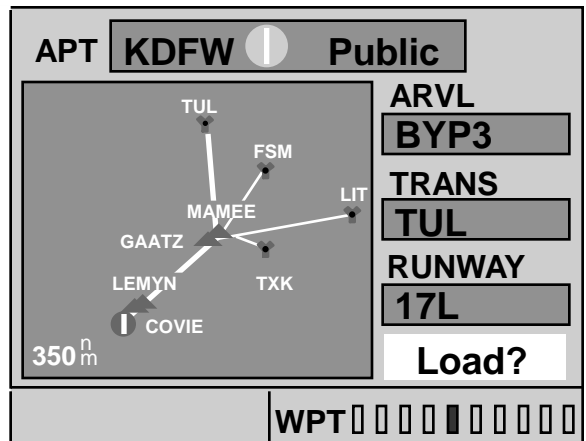 APT KDFW Public
ARVL
BYP3
TRANS
TUL
RUNWAY
17L
Load?
TUL
FSM
LIT
MAMEE
GAATZ
LEMYN
TXK
COVIE
350 nm
WPT